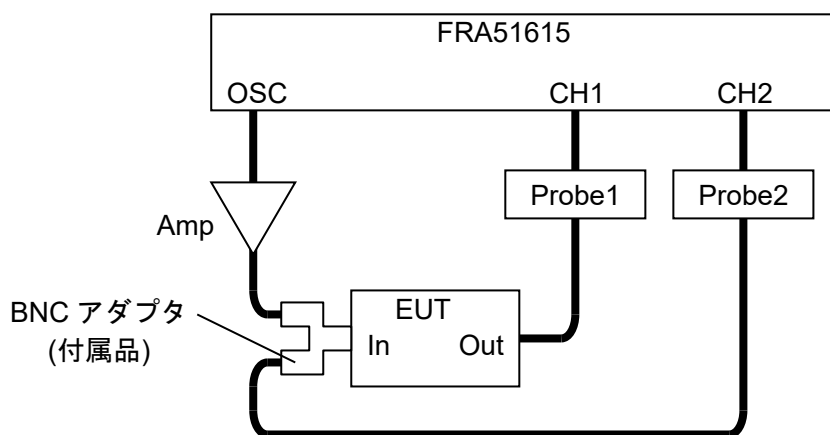 FRA51615
OSC
CH1
CH2
Probe1
Probe2
Amp
BNC アダプタ
(付属品)
EUT
In
Out